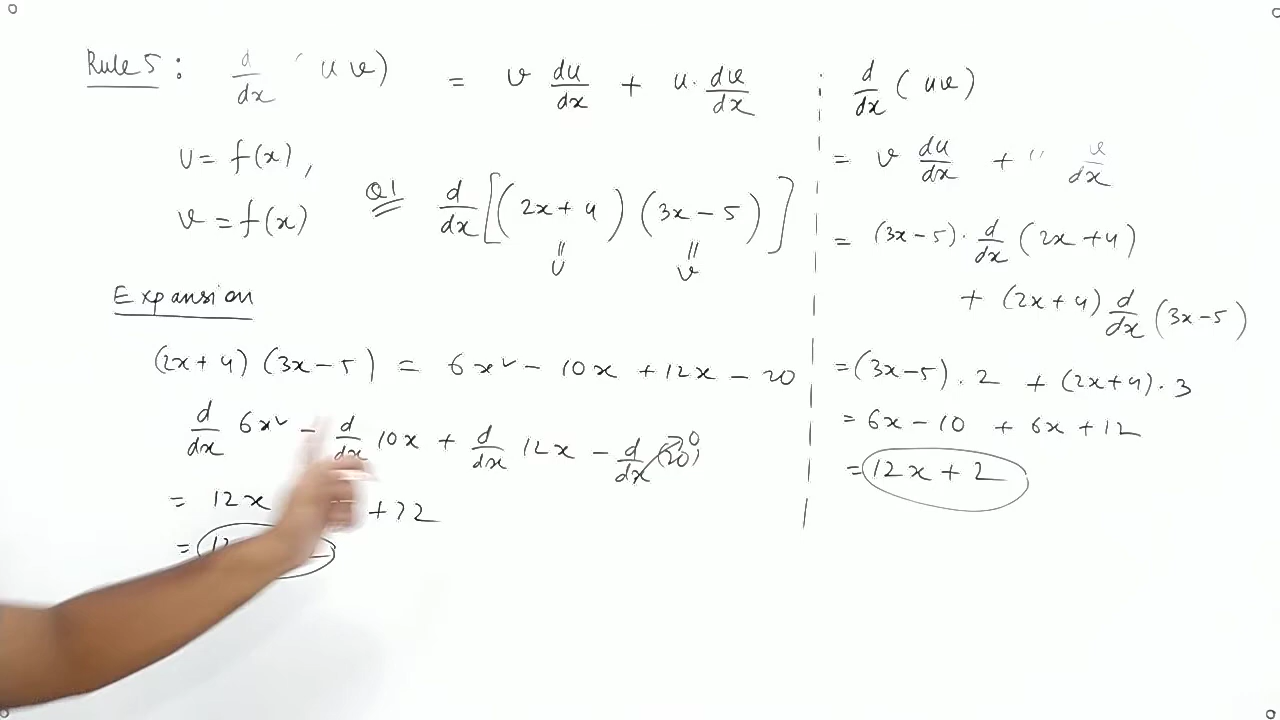 Rule 5 : d/dx (uv) = v du/dx + u · dv/dx
u = f(x),
v = f(x)
Q1 d/dx [(2x + 4) (3x – 5)]
= u = v
Expansion
(2x + 4) (3x – 5) = 6x² – 10x + 12x – 20
d/dx 6x² – d/dx 10x + d/dx 12x – d/dx (20) 0
= 12x + 12
=
d/dx (uv)
= v du/dx + u dv/dx
= (3x – 5) · d/dx (2x + 4)
+ (2x + 4) d/dx (3x – 5)
= (3x – 5) . 2 + (2x + 4) . 3
= 6x – 10 + 6x + 12
= 12x + 2